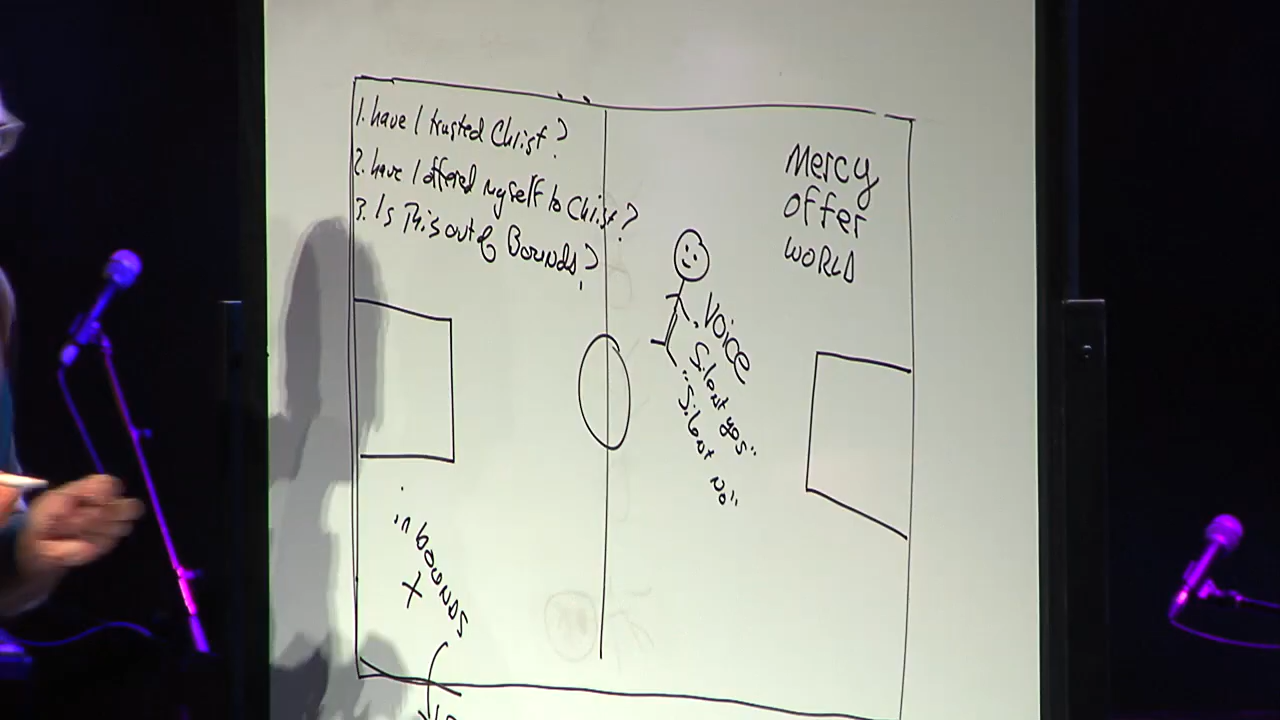 1. have I trusted Christ?
2. have I offered myself to Christ?
3. Is This out of Bounds?
Mercy
offer
WORLD
Voice
"Silent yes"
"Silent No"
in bounds